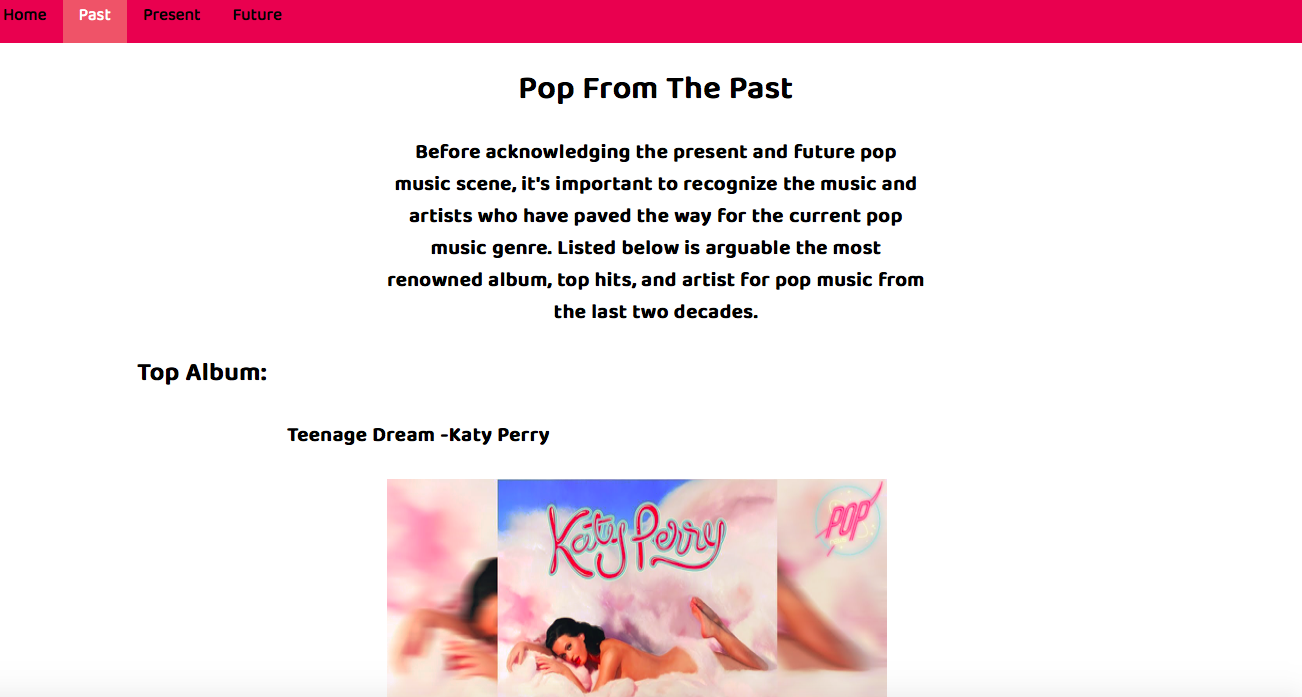 Home Past Present Future
Pop From The Past
Before acknowledging the present and future pop
music scene, it's important to recognize the music and
artists who have paved the way for the current pop
music genre. Listed below is arguable the most
renowned album, top hits, and artist for pop music from
the last two decades.
Top Album:
Teenage Dream -Katy Perry
Katy Perry
POP